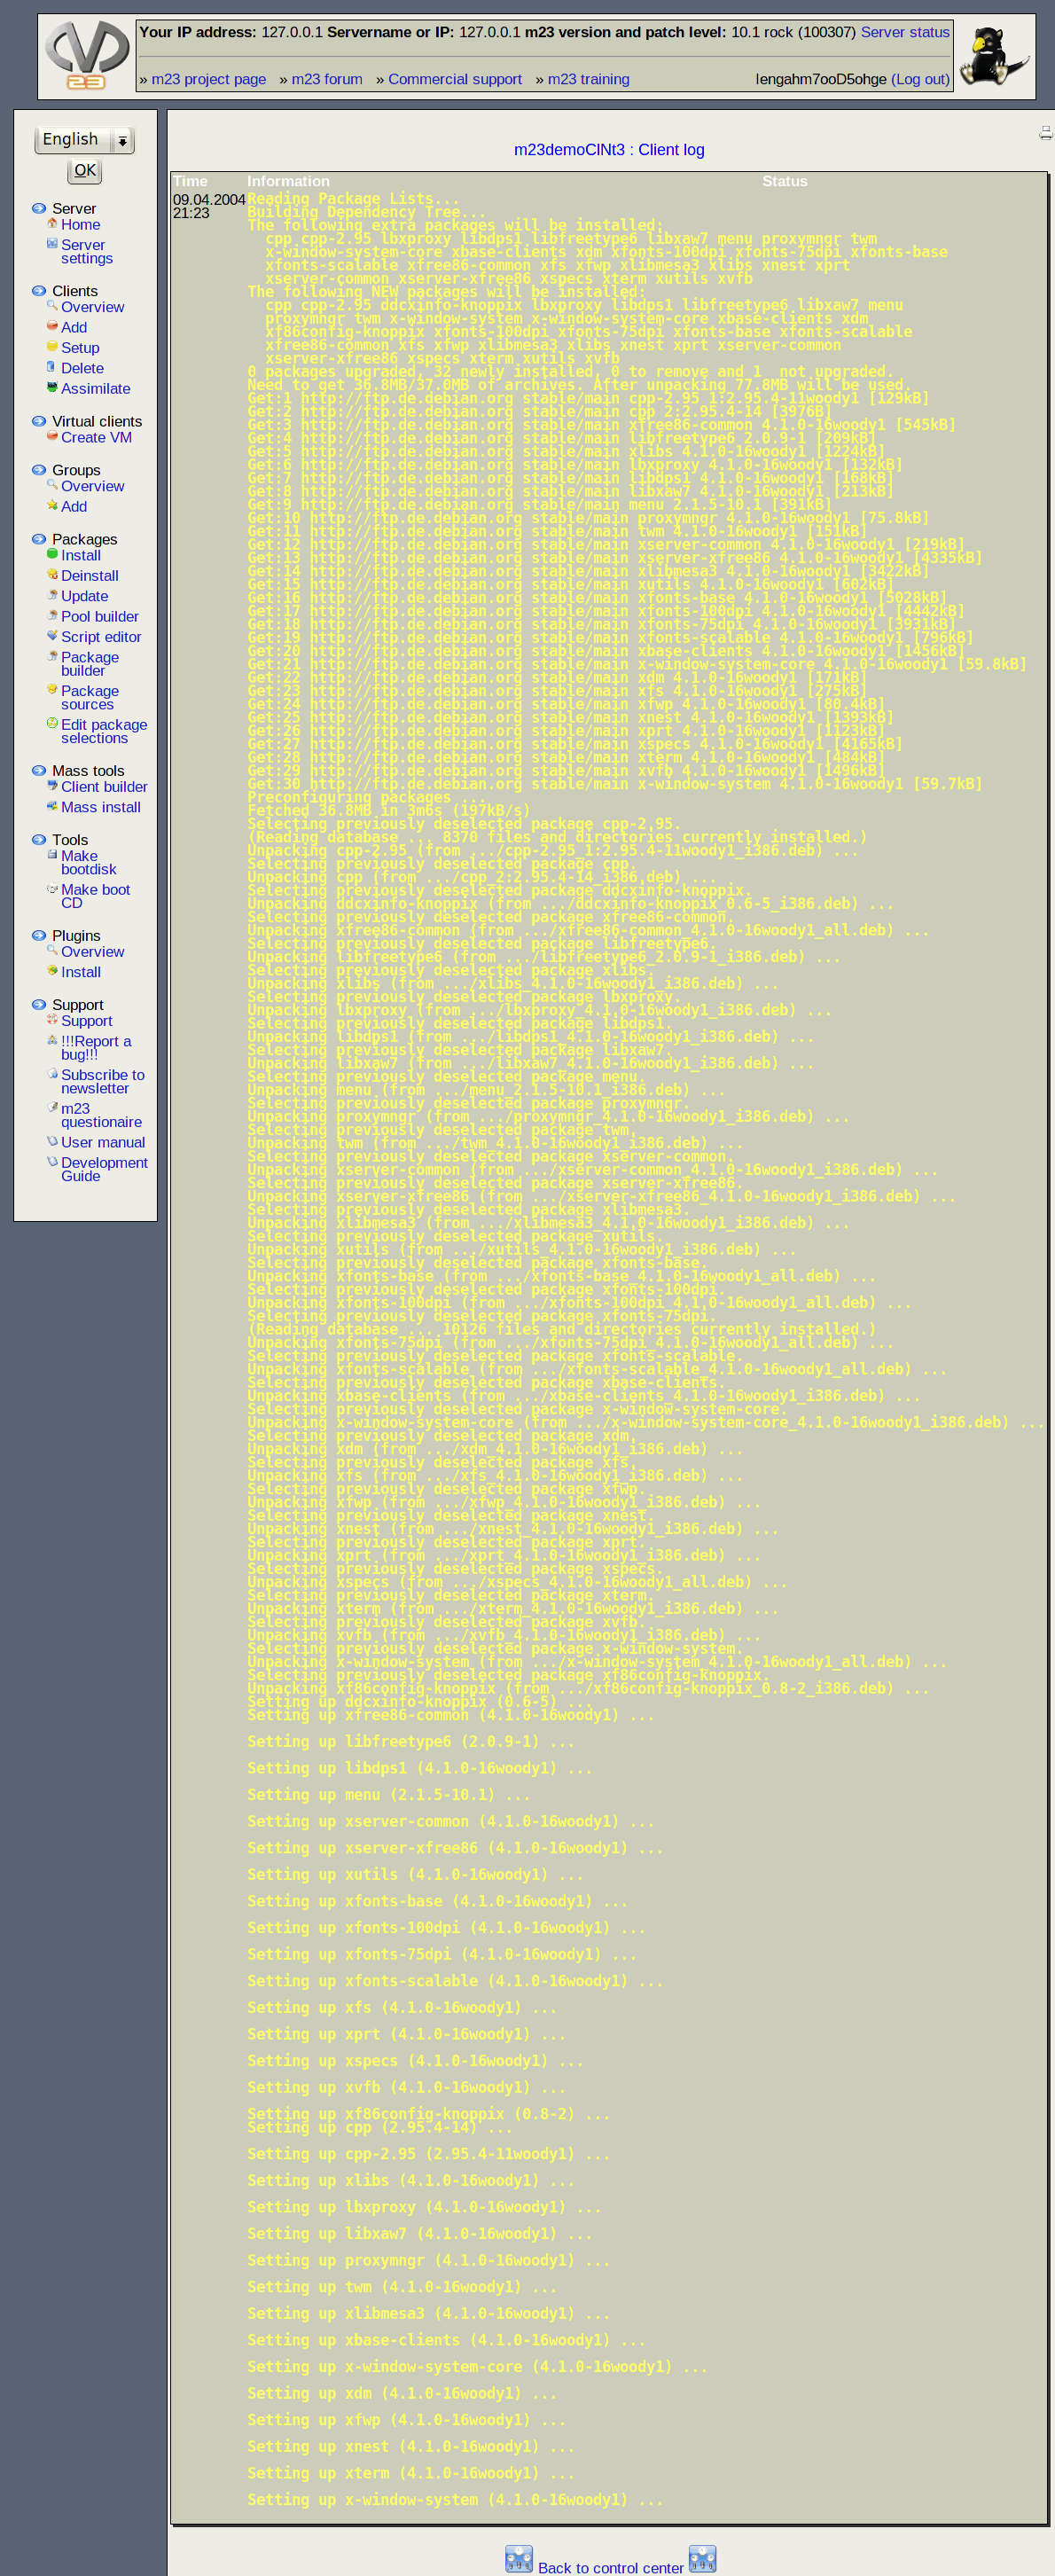 Your IP address: 127.0.0.1 Servername or IP: 127.0.0.1 m23 version and patch level: 10.1 rock (100307) Server status
» m23 project page » m23 forum » Commercial support » m23 training Iengahm7ooD5ohge (Log out)
English
OK
Server
Home
Server
settings
Clients
Overview
Add
Setup
Delete
Assimilate
Virtual clients
Create VM
Groups
Overview
Add
Packages
Install
Deinstall
Update
Pool builder
Script editor
Package
builder
Package
sources
Edit package
selections
Mass tools
Client builder
Mass install
Tools
Make
bootdisk
Make boot
CD
Plugins
Overview
Install
Support
Support
!!!Report a
bug!!!
Subscribe to
newsletter
m23
questionaire
User manual
Development
Guide
m23demoClNt3 : Client log
Time Information Status
09.04.2004
21:23
Reading Package Lists...
Building Dependency Tree...
The following extra packages will be installed:
cpp cpp-2.95 lbxproxy libdps1 libfreetype6 libxaw7 menu proxymngr twm
x-window-system-core xbase-clients xdm xfonts-100dpi xfonts-75dpi xfonts-base
xfonts-scalable xfree86-common xfs xfwp xlibmesa3 xlibs xnest xprt
xserver-common xserver-xfree86 xspecs xterm xutils xvfb
The following NEW packages will be installed:
cpp cpp-2.95 ddcxinfo-knoppix lbxproxy libdps1 libfreetype6 libxaw7 menu
proxymngr twm x-window-system x-window-system-core xbase-clients xdm
xf86config-knoppix xfonts-100dpi xfonts-75dpi xfonts-base xfonts-scalable
xfree86-common xfs xfwp xlibmesa3 xlibs xnest xprt xserver-common
xserver-xfree86 xspecs xterm xutils xvfb
0 packages upgraded, 32 newly installed, 0 to remove and 1  not upgraded.
Need to get 36.8MB/37.0MB of archives. After unpacking 77.8MB will be used.
Get:1 http://ftp.de.debian.org stable/main cpp-2.95 1:2.95.4-11woody1 [129kB]
Get:2 http://ftp.de.debian.org stable/main cpp 2:2.95.4-14 [3976B]
Get:3 http://ftp.de.debian.org stable/main xfree86-common 4.1.0-16woody1 [545kB]
Get:4 http://ftp.de.debian.org stable/main libfreetype6 2.0.9-1 [209kB]
Get:5 http://ftp.de.debian.org stable/main xlibs 4.1.0-16woody1 [1224kB]
Get:6 http://ftp.de.debian.org stable/main lbxproxy 4.1.0-16woody1 [132kB]
Get:7 http://ftp.de.debian.org stable/main libdps1 4.1.0-16woody1 [168kB]
Get:8 http://ftp.de.debian.org stable/main libxaw7 4.1.0-16woody1 [213kB]
Get:9 http://ftp.de.debian.org stable/main menu 2.1.5-10.1 [391kB]
Get:10 http://ftp.de.debian.org stable/main proxymngr 4.1.0-16woody1 [75.8kB]
Get:11 http://ftp.de.debian.org stable/main twm 4.1.0-16woody1 [151kB]
Get:12 http://ftp.de.debian.org stable/main xserver-common 4.1.0-16woody1 [219kB]
Get:13 http://ftp.de.debian.org stable/main xserver-xfree86 4.1.0-16woody1 [4335kB]
Get:14 http://ftp.de.debian.org stable/main xlibmesa3 4.1.0-16woody1 [3422kB]
Get:15 http://ftp.de.debian.org stable/main xutils 4.1.0-16woody1 [602kB]
Get:16 http://ftp.de.debian.org stable/main xfonts-base 4.1.0-16woody1 [5028kB]
Get:17 http://ftp.de.debian.org stable/main xfonts-100dpi 4.1.0-16woody1 [4442kB]
Get:18 http://ftp.de.debian.org stable/main xfonts-75dpi 4.1.0-16woody1 [3931kB]
Get:19 http://ftp.de.debian.org stable/main xfonts-scalable 4.1.0-16woody1 [796kB]
Get:20 http://ftp.de.debian.org stable/main xbase-clients 4.1.0-16woody1 [1456kB]
Get:21 http://ftp.de.debian.org stable/main x-window-system-core 4.1.0-16woody1 [59.8kB]
Get:22 http://ftp.de.debian.org stable/main xdm 4.1.0-16woody1 [171kB]
Get:23 http://ftp.de.debian.org stable/main xfs 4.1.0-16woody1 [275kB]
Get:24 http://ftp.de.debian.org stable/main xfwp 4.1.0-16woody1 [80.4kB]
Get:25 http://ftp.de.debian.org stable/main xnest 4.1.0-16woody1 [1393kB]
Get:26 http://ftp.de.debian.org stable/main xprt 4.1.0-16woody1 [1123kB]
Get:27 http://ftp.de.debian.org stable/main xspecs 4.1.0-16woody1 [4165kB]
Get:28 http://ftp.de.debian.org stable/main xterm 4.1.0-16woody1 [484kB]
Get:29 http://ftp.de.debian.org stable/main xvfb 4.1.0-16woody1 [1496kB]
Get:30 http://ftp.de.debian.org stable/main x-window-system 4.1.0-16woody1 [59.7kB]
Preconfiguring packages ...
Fetched 36.8MB in 3m6s (197kB/s)
Selecting previously deselected package cpp-2.95.
(Reading database ... 8370 files and directories currently installed.)
Unpacking cpp-2.95 (from .../cpp-2.95_1:2.95.4-11woody1_i386.deb) ...
Selecting previously deselected package cpp.
Unpacking cpp (from .../cpp_2:2.95.4-14_i386.deb) ...
Selecting previously deselected package ddcxinfo-knoppix.
Unpacking ddcxinfo-knoppix (from .../ddcxinfo-knoppix_0.6-5_i386.deb) ...
Selecting previously deselected package xfree86-common.
Unpacking xfree86-common (from .../xfree86-common_4.1.0-16woody1_all.deb) ...
Selecting previously deselected package libfreetype6.
Unpacking libfreetype6 (from .../libfreetype6_2.0.9-1_i386.deb) ...
Selecting previously deselected package xlibs.
Unpacking xlibs (from .../xlibs_4.1.0-16woody1_i386.deb) ...
Selecting previously deselected package lbxproxy.
Unpacking lbxproxy (from .../lbxproxy_4.1.0-16woody1_i386.deb) ...
Selecting previously deselected package libdps1.
Unpacking libdps1 (from .../libdps1_4.1.0-16woody1_i386.deb) ...
Selecting previously deselected package libxaw7.
Unpacking libxaw7 (from .../libxaw7_4.1.0-16woody1_i386.deb) ...
Selecting previously deselected package menu.
Unpacking menu (from .../menu_2.1.5-10.1_i386.deb) ...
Selecting previously deselected package proxymngr.
Unpacking proxymngr (from .../proxymngr_4.1.0-16woody1_i386.deb) ...
Selecting previously deselected package twm.
Unpacking twm (from .../twm_4.1.0-16woody1_i386.deb) ...
Selecting previously deselected package xserver-common.
Unpacking xserver-common (from .../xserver-common_4.1.0-16woody1_i386.deb) ...
Selecting previously deselected package xserver-xfree86.
Unpacking xserver-xfree86 (from .../xserver-xfree86_4.1.0-16woody1_i386.deb) ...
Selecting previously deselected package xlibmesa3.
Unpacking xlibmesa3 (from .../xlibmesa3_4.1.0-16woody1_i386.deb) ...
Selecting previously deselected package xutils.
Unpacking xutils (from .../xutils_4.1.0-16woody1_i386.deb) ...
Selecting previously deselected package xfonts-base.
Unpacking xfonts-base (from .../xfonts-base_4.1.0-16woody1_all.deb) ...
Selecting previously deselected package xfonts-100dpi.
Unpacking xfonts-100dpi (from .../xfonts-100dpi_4.1.0-16woody1_all.deb) ...
Selecting previously deselected package xfonts-75dpi.
(Reading database ... 10126 files and directories currently installed.)
Unpacking xfonts-75dpi (from .../xfonts-75dpi_4.1.0-16woody1_all.deb) ...
Selecting previously deselected package xfonts-scalable.
Unpacking xfonts-scalable (from .../xfonts-scalable_4.1.0-16woody1_all.deb) ...
Selecting previously deselected package xbase-clients.
Unpacking xbase-clients (from .../xbase-clients_4.1.0-16woody1_i386.deb) ...
Selecting previously deselected package x-window-system-core.
Unpacking x-window-system-core (from .../x-window-system-core_4.1.0-16woody1_i386.deb) ...
Selecting previously deselected package xdm.
Unpacking xdm (from .../xdm_4.1.0-16woody1_i386.deb) ...
Selecting previously deselected package xfs.
Unpacking xfs (from .../xfs_4.1.0-16woody1_i386.deb) ...
Selecting previously deselected package xfwp.
Unpacking xfwp (from .../xfwp_4.1.0-16woody1_i386.deb) ...
Selecting previously deselected package xnest.
Unpacking xnest (from .../xnest_4.1.0-16woody1_i386.deb) ...
Selecting previously deselected package xprt.
Unpacking xprt (from .../xprt_4.1.0-16woody1_i386.deb) ...
Selecting previously deselected package xspecs.
Unpacking xspecs (from .../xspecs_4.1.0-16woody1_all.deb) ...
Selecting previously deselected package xterm.
Unpacking xterm (from .../xterm_4.1.0-16woody1_i386.deb) ...
Selecting previously deselected package xvfb.
Unpacking xvfb (from .../xvfb_4.1.0-16woody1_i386.deb) ...
Selecting previously deselected package x-window-system.
Unpacking x-window-system (from .../x-window-system_4.1.0-16woody1_all.deb) ...
Selecting previously deselected package xf86config-knoppix.
Unpacking xf86config-knoppix (from .../xf86config-knoppix_0.8-2_i386.deb) ...
Setting up ddcxinfo-knoppix (0.6-5) ...
Setting up xfree86-common (4.1.0-16woody1) ...
Setting up libfreetype6 (2.0.9-1) ...
Setting up libdps1 (4.1.0-16woody1) ...
Setting up menu (2.1.5-10.1) ...
Setting up xserver-common (4.1.0-16woody1) ...
Setting up xserver-xfree86 (4.1.0-16woody1) ...
Setting up xutils (4.1.0-16woody1) ...
Setting up xfonts-base (4.1.0-16woody1) ...
Setting up xfonts-100dpi (4.1.0-16woody1) ...
Setting up xfonts-75dpi (4.1.0-16woody1) ...
Setting up xfonts-scalable (4.1.0-16woody1) ...
Setting up xfs (4.1.0-16woody1) ...
Setting up xprt (4.1.0-16woody1) ...
Setting up xspecs (4.1.0-16woody1) ...
Setting up xvfb (4.1.0-16woody1) ...
Setting up xf86config-knoppix (0.8-2) ...
Setting up cpp (2.95.4-14) ...
Setting up cpp-2.95 (2.95.4-11woody1) ...
Setting up xlibs (4.1.0-16woody1) ...
Setting up lbxproxy (4.1.0-16woody1) ...
Setting up libxaw7 (4.1.0-16woody1) ...
Setting up proxymngr (4.1.0-16woody1) ...
Setting up twm (4.1.0-16woody1) ...
Setting up xlibmesa3 (4.1.0-16woody1) ...
Setting up xbase-clients (4.1.0-16woody1) ...
Setting up x-window-system-core (4.1.0-16woody1) ...
Setting up xdm (4.1.0-16woody1) ...
Setting up xfwp (4.1.0-16woody1) ...
Setting up xnest (4.1.0-16woody1) ...
Setting up xterm (4.1.0-16woody1) ...
Setting up x-window-system (4.1.0-16woody1) ...
Back to control center